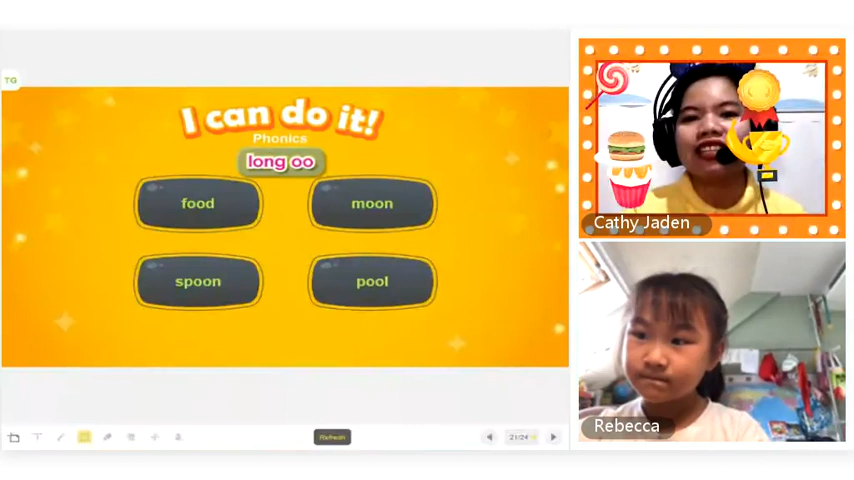 TG
I can do it!
Phonics
long oo
food
moon
spoon
pool
Refresh
21/24
Cathy Jaden
Rebecca